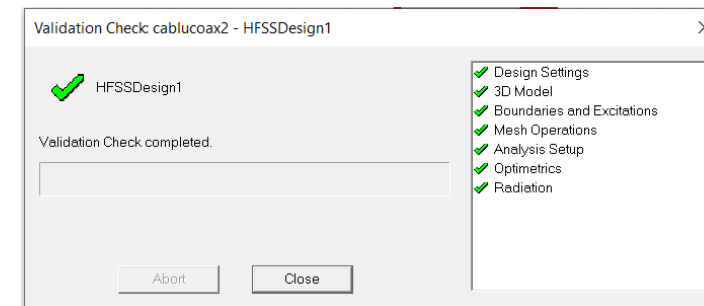 Validation Check: cablucoax2 - HFSSDesign1
HFSSDesign1
Validation Check completed.
Abort
Close
Design Settings
3D Model
Boundaries and Excitations
Mesh Operations
Analysis Setup
Optimetrics
Radiation